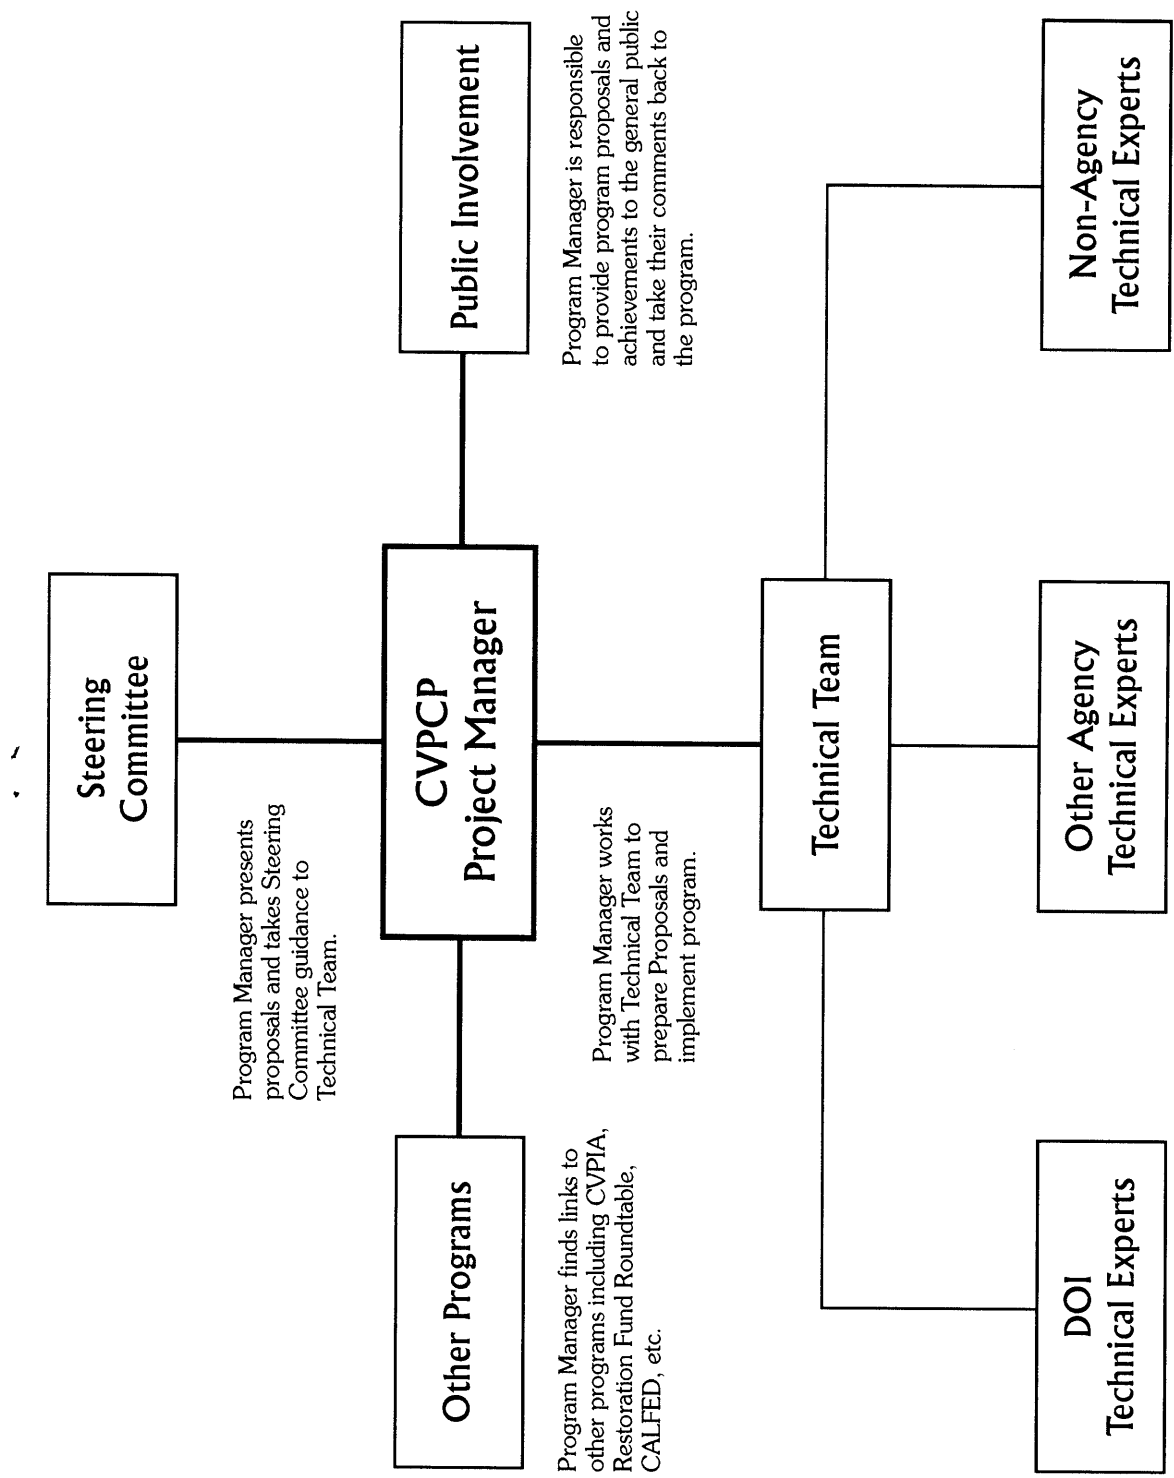 Steering
Committee
Program Manager presents
proposals and takes Steering
Committee guidance to
Technical Team.
Other Programs
CVPCP
Project Manager
Public Involvement
Program Manager finds links to
other programs including CVPIA,
Restoration Fund Roundtable,
CALFED, etc.
Program Manager works
with Technical Team to
prepare Proposals and
implement program.
Program Manager is responsible
to provide program proposals and
achievements to the general public
and take their comments back to
the program.
Technical Team
DOI
Technical Experts
Other Agency
Technical Experts
Non-Agency
Technical Experts